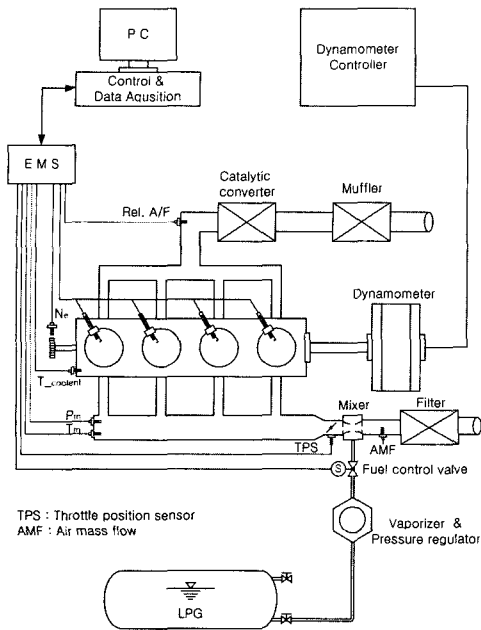 P C
Control &
Data Aqusition
Dynamometer
Controller
E M S
Catalytic
converter
Muffler
Rel. A/F
Ne
Dynamometer
T_coolent
Pm
Tm
Mixer
Filter
TPS
AMF
S
Fuel control valve
TPS : Throttle position sensor
AMF : Air mass flow
Vaporizer &
Pressure regulator
LPG